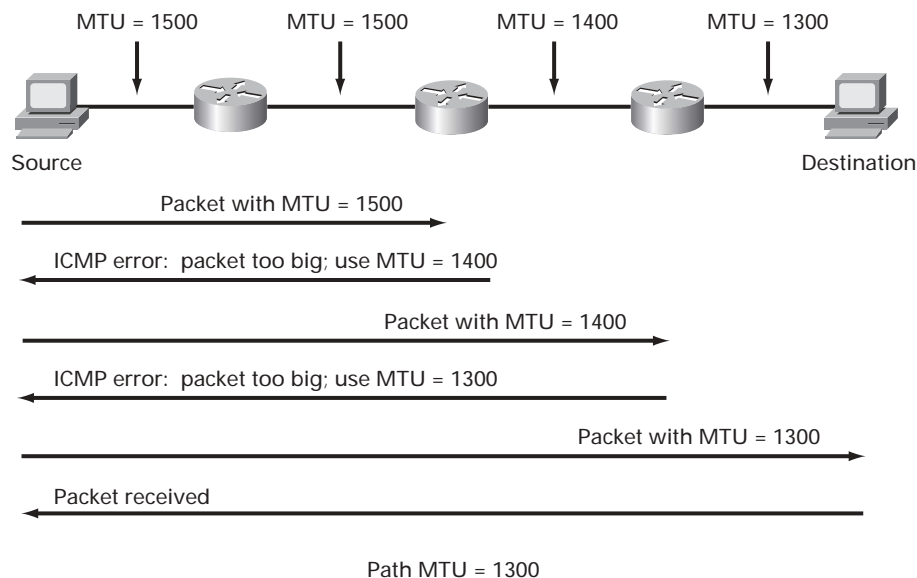 MTU = 1500 MTU = 1500 MTU = 1400 MTU = 1300
Source Destination
Packet with MTU = 1500
ICMP error: packet too big; use MTU = 1400
Packet with MTU = 1400
ICMP error: packet too big; use MTU = 1300
Packet with MTU = 1300
Packet received
Path MTU = 1300